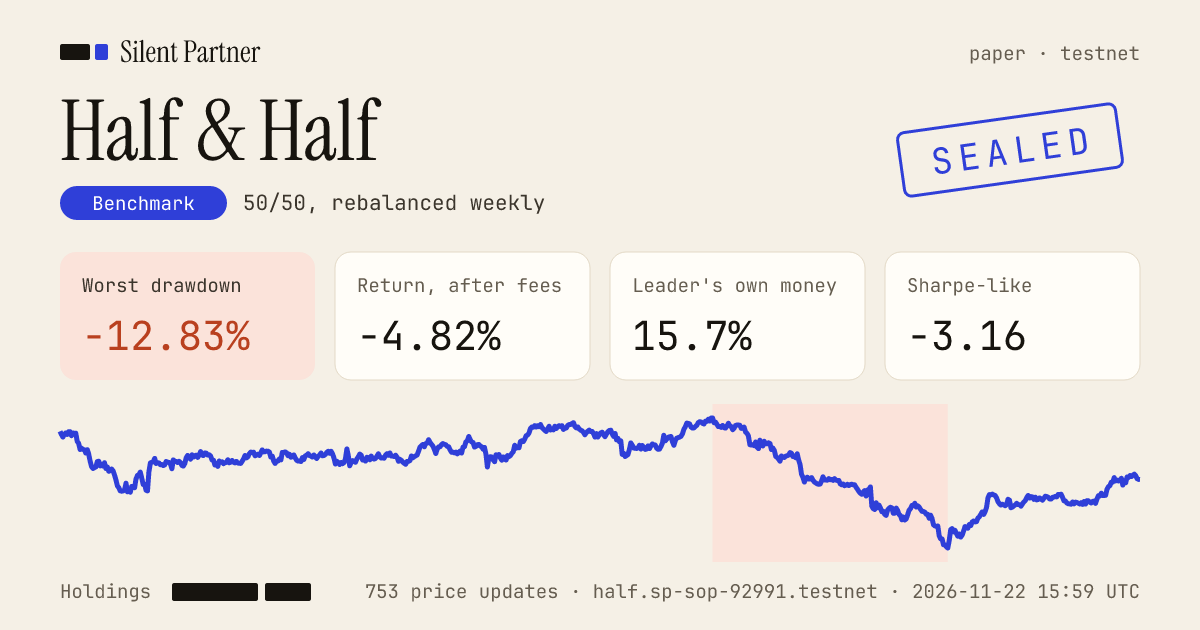 Silent Partner
paper · testnet
Half & Half
SEALED
Benchmark
50/50, rebalanced weekly
Worst drawdown
-12.83%
Return, after fees
-4.82%
Leader's own money
15.7%
Sharpe-like
-3.16
Holdings
753 price updates · half.sp-sop-92991.testnet · 2026-11-22 15:59 UTC